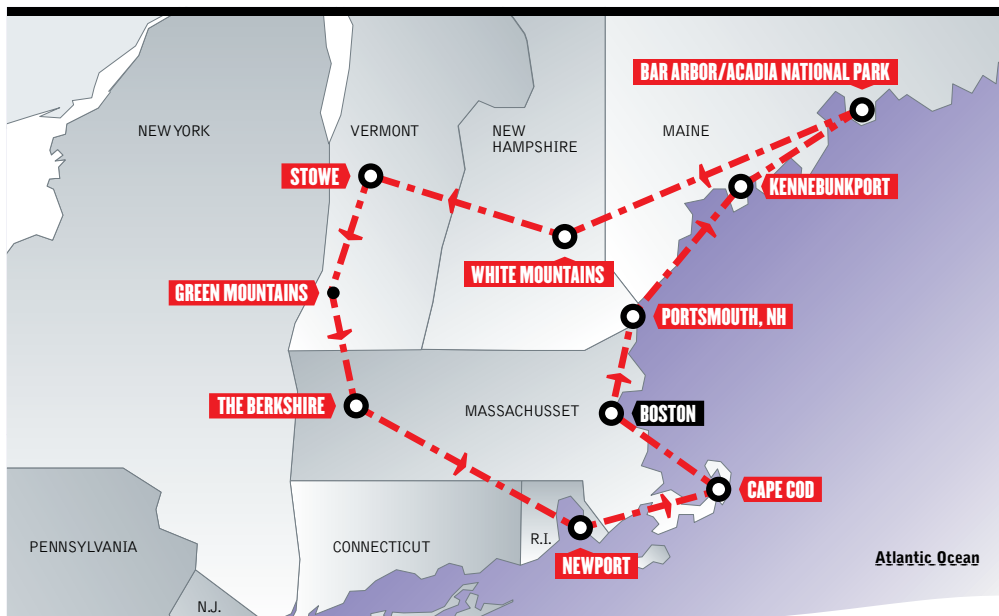 BAR ARBOR/ACADIA NATIONAL PARK
NEW YORK
VERMONT
NEW
HAMPSHIRE
MAINE
STOWE
KENNEBUNKPORT
WHITE MOUNTAINS
GREEN MOUNTAINS
PORTSMOUTH, NH
THE BERKSHIRE
MASSACHUSSET
BOSTON
CAPE COD
PENNSYLVANIA
CONNECTICUT
R.I.
NEWPORT
Atlantic Ocean
N.J.